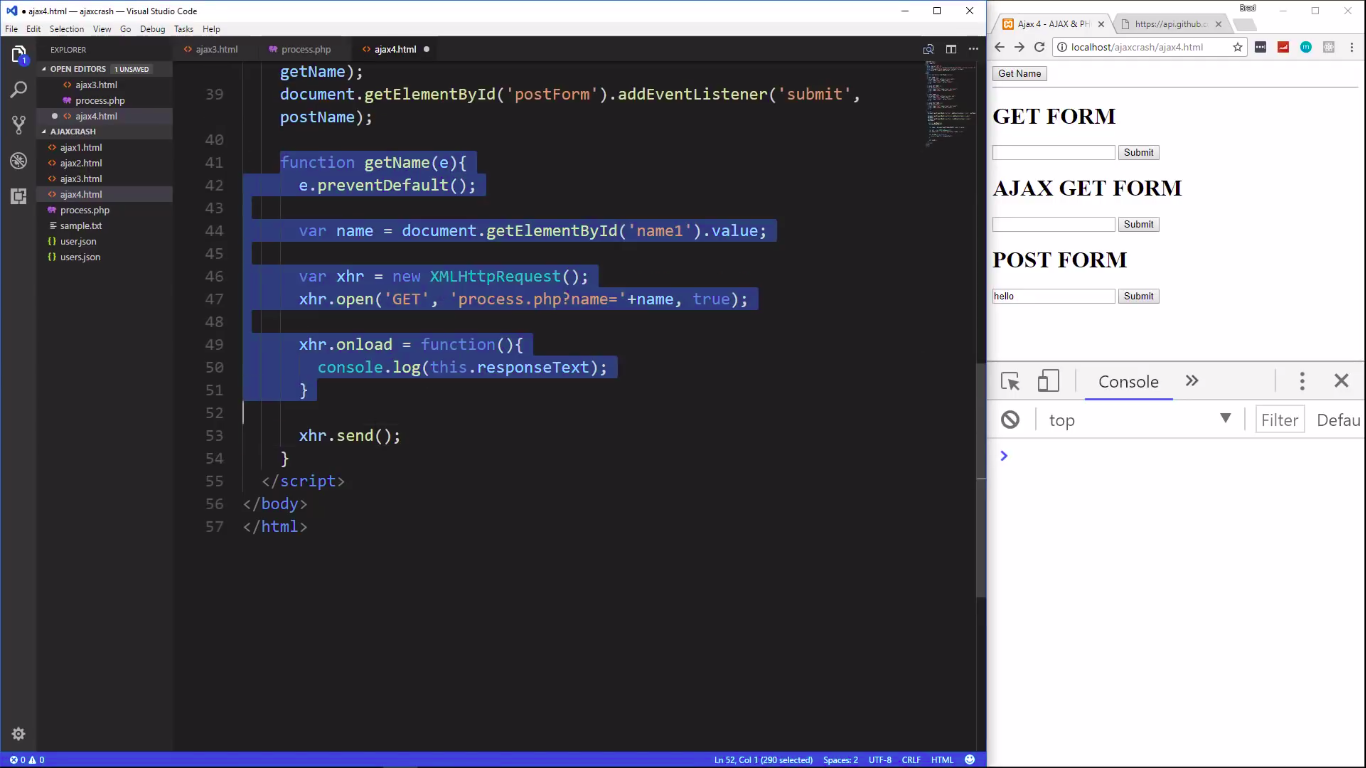 ● ajax4.html — ajaxcrash — Visual Studio Code
File Edit Selection View Go Debug Tasks Help
EXPLORER
OPEN EDITORS 1 UNSAVED
ajax3.html
process.php
ajax4.html
AJAXCRASH
ajax1.html
ajax2.html
ajax3.html
ajax4.html
process.php
sample.txt
user.json
users.json
1
ajax3.html process.php ajax4.html
getName);
39 document.getElementById('postForm').addEventListener('submit',
postName);
40
41 function getName(e){
42 e.preventDefault();
43
44 var name = document.getElementById('name1').value;
45
46 var xhr = new XMLHttpRequest();
47 xhr.open('GET', 'process.php?name='+name, true);
48
49 xhr.onload = function(){
50 console.log(this.responseText);
51 }
52
53 xhr.send();
54 }
55 </script>
56 </body>
57 </html>
0 0
Ln 52, Col 1 (290 selected) Spaces: 2 UTF-8 CRLF HTML
Brad
Ajax 4 - AJAX & PH https://api.github.c
localhost/ajaxcrash/ajax4.html
Get Name
GET FORM
Submit
AJAX GET FORM
Submit
POST FORM
hello Submit
Console »
top Filter Defau
>